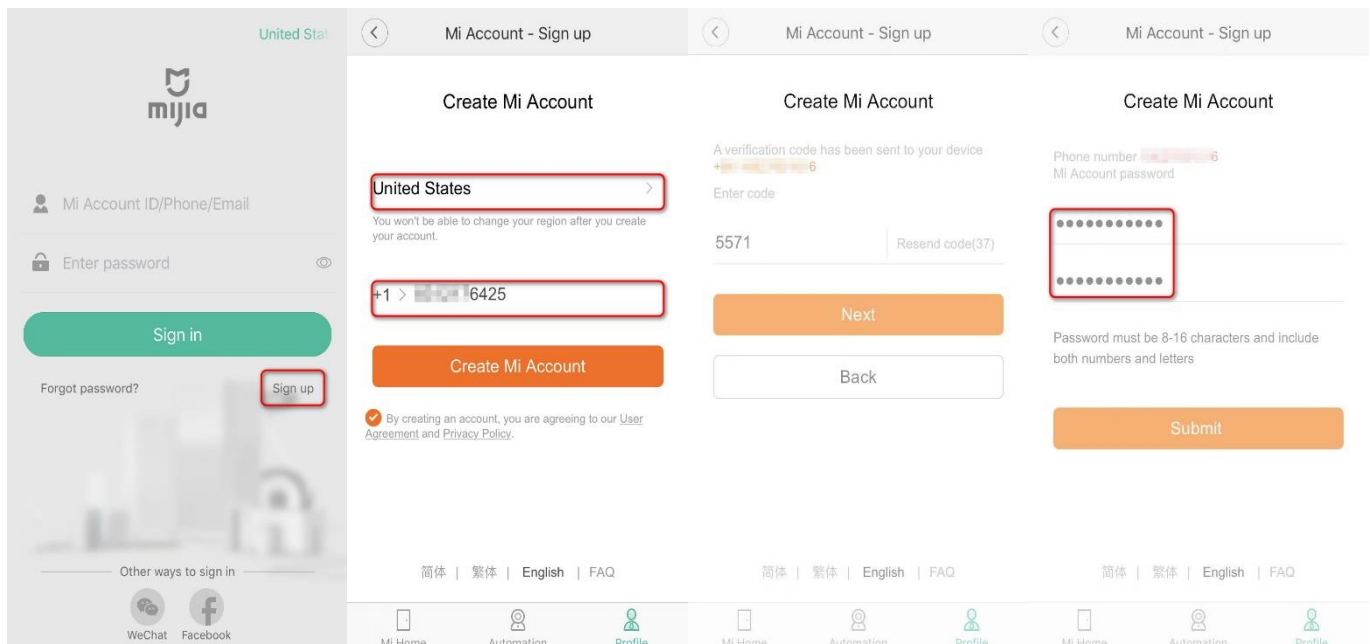 United Stat
mijia
Mi Account ID/Phone/Email
Enter password
Sign in
Forgot password?
Sign up
Other ways to sign in
WeChat
Facebook
Mi Account - Sign up
Create Mi Account
United States
You won't be able to change your region after you create
your account.
+1 > 6425
Create Mi Account
By creating an account, you are agreeing to our User
Agreement and Privacy Policy.
简体 | 繁体 | English | FAQ
Mi Home
Automation
Profile
Mi Account - Sign up
Create Mi Account
A verification code has been sent to your device
+ 6
Enter code
5571
Resend code(37)
Next
Back
简体 | 繁体 | English | FAQ
Mi Home
Automation
Profile
Mi Account - Sign up
Create Mi Account
Phone number 6
Mi Account password
Password must be 8-16 characters and include
both numbers and letters
Submit
简体 | 繁体 | English | FAQ
Mi Home
Automation
Profile